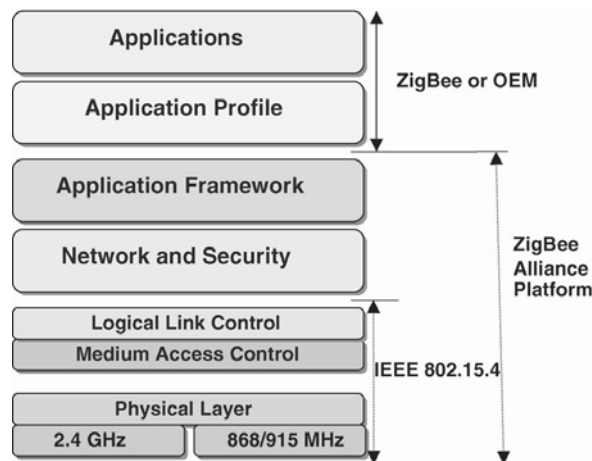 Applications
Application Profile
ZigBee or OEM
Application Framework
Network and Security
ZigBee
Alliance
Platform
Logical Link Control
Medium Access Control
IEEE 802.15.4
Physical Layer
2.4 GHz
868/915 MHz